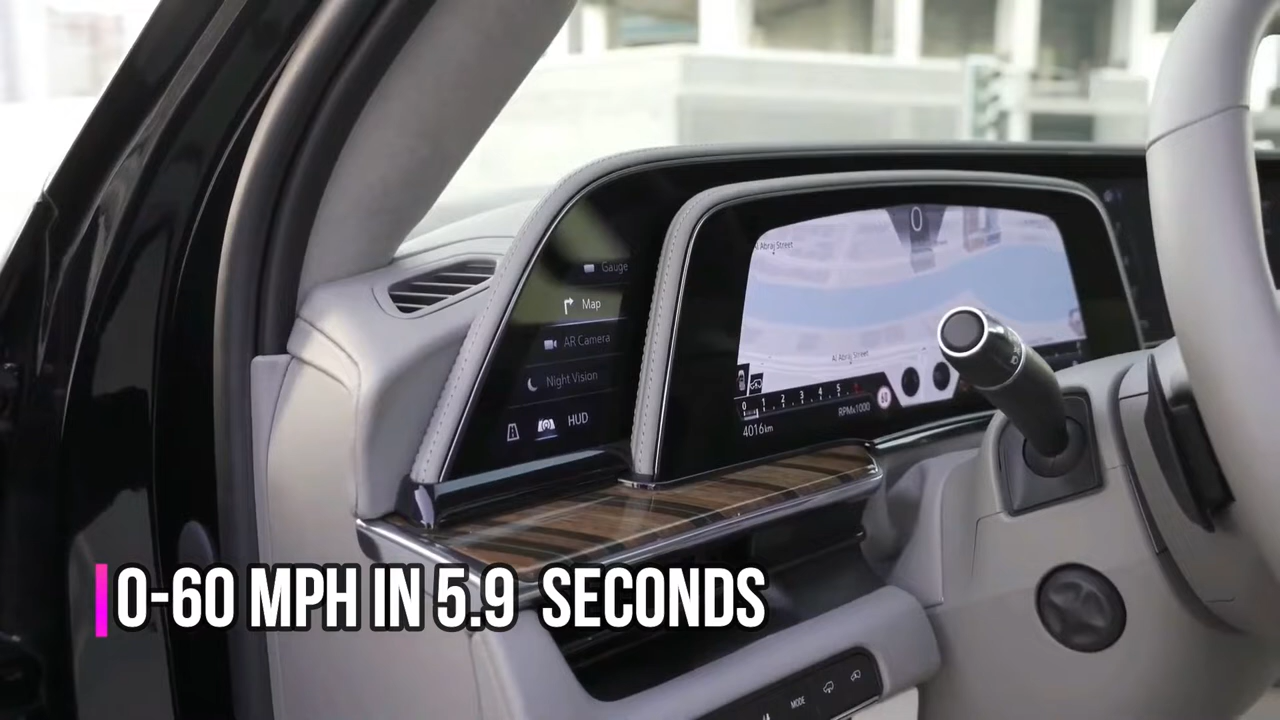 0
Al Abraj Street
Gauge
Map
AR Camera
Al Abraj Street
Night Vision
0 1 2 3 4 5
60
RPMx1000
HUD
4016km
0-60 MPH IN 5.9 SECONDS
MODE